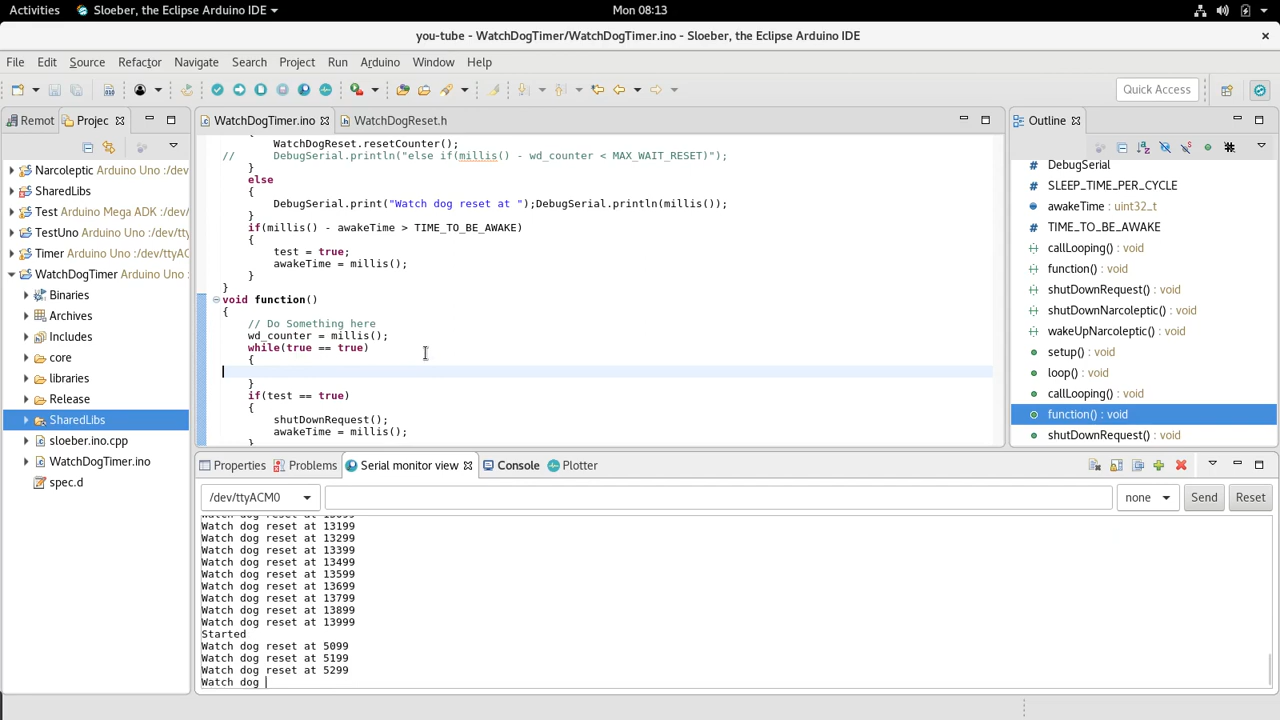 Activities Sloeber, the Eclipse Arduino IDE Mon 08:13
you-tube - WatchDogTimer/WatchDogTimer.ino - Sloeber, the Eclipse Arduino IDE
File Edit Source Refactor Navigate Search Project Run Arduino Window Help
Quick Access
Remot Projec
Narcoleptic Arduino Uno :/dev
SharedLibs
Test Arduino Mega ADK :/dev/
TestUno Arduino Uno :/dev/tty
Timer Arduino Uno :/dev/ttyAC
WatchDogTimer Arduino Uno :
Binaries
Archives
Includes
core
libraries
Release
SharedLibs
sloeber.ino.cpp
WatchDogTimer.ino
spec.d
WatchDogTimer.ino WatchDogReset.h
{
WatchDogReset.resetCounter();
// DebugSerial.println("else if(millis() - wd_counter < MAX_WAIT_RESET)");
}
else
{
DebugSerial.print("Watch dog reset at ");DebugSerial.println(millis());
}
if(millis() - awakeTime > TIME_TO_BE_AWAKE)
{
test = true;
awakeTime = millis();
}
}
void function()
{
// Do Something here
wd_counter = millis();
while(true == true)
{
}
if(test == true)
{
shutDownRequest();
awakeTime = millis();
}
Outline
DebugSerial
SLEEP_TIME_PER_CYCLE
awakeTime : uint32_t
TIME_TO_BE_AWAKE
callLooping() : void
function() : void
shutDownRequest() : void
shutDownNarcoleptic() : void
wakeUpNarcoleptic() : void
setup() : void
loop() : void
callLooping() : void
function() : void
shutDownRequest() : void
Properties Problems Serial monitor view Console Plotter
/dev/ttyACM0 none Send Reset
Watch dog reset at 13199
Watch dog reset at 13299
Watch dog reset at 13399
Watch dog reset at 13499
Watch dog reset at 13599
Watch dog reset at 13699
Watch dog reset at 13799
Watch dog reset at 13899
Watch dog reset at 13999
Started
Watch dog reset at 5099
Watch dog reset at 5199
Watch dog reset at 5299
Watch dog